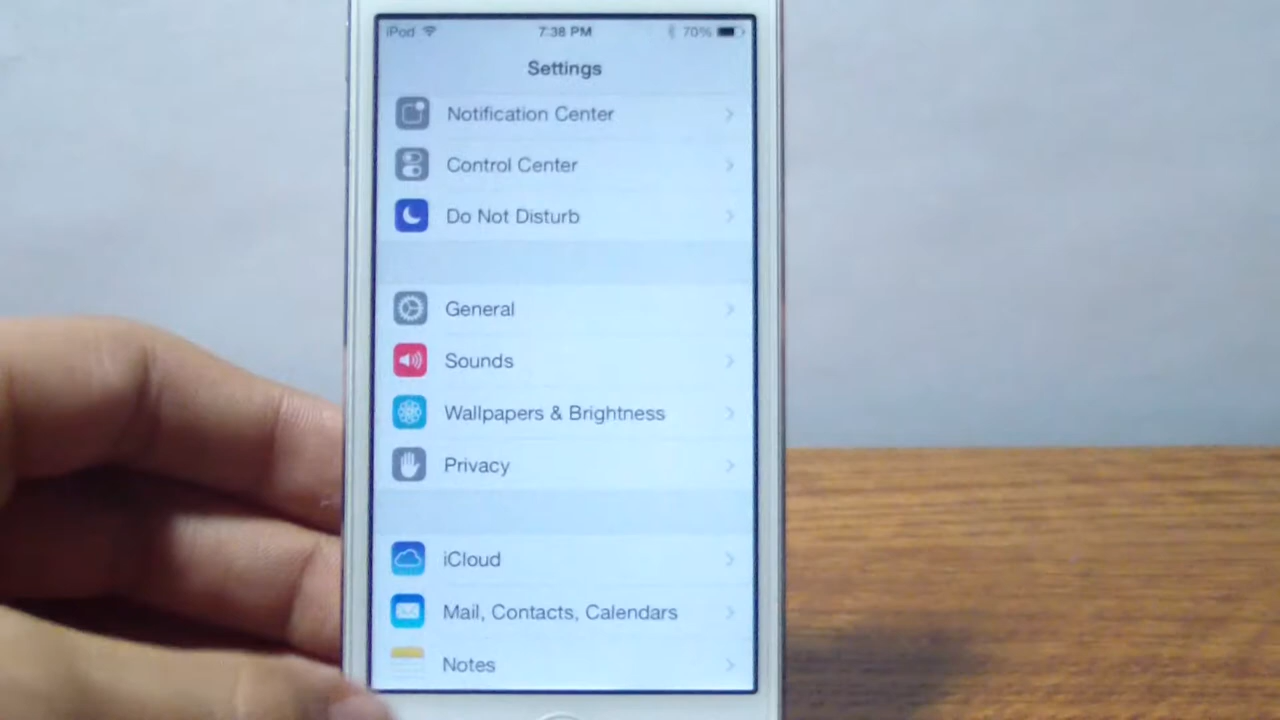 iPod 7:38 PM 70%
Settings
Notification Center
Control Center
Do Not Disturb
General
Sounds
Wallpapers & Brightness
Privacy
iCloud
Mail, Contacts, Calendars
Notes